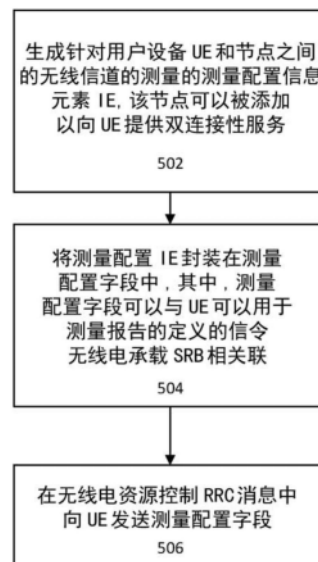 生成针对用户设备 UE 和节点之间
的无线信道的测量的测量配置信息
元素 IE, 该节点可以被添加
以向 UE 提供双连接性服务
502
将测量配置 IE 封装在测量
配置字段中，其中，测量
配置字段可以与 UE 可以用于
测量报告的定义的信令
无线电承载 SRB 相关联
504
在无线电资源控制 RRC 消息中
向 UE 发送测量配置字段
506